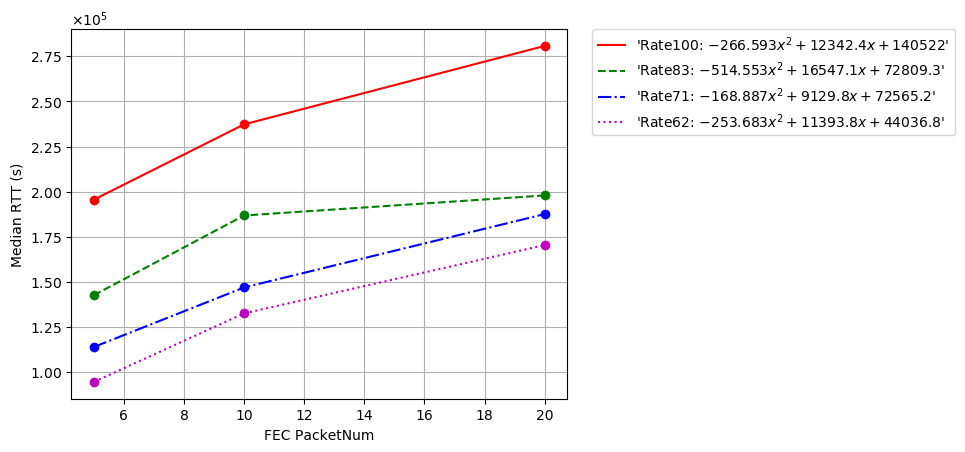 ×10⁵
2.75
2.50
2.25
2.00
1.75
1.50
1.25
1.00
Median RTT (s)
6 8 10 12 14 16 18 20
FEC PacketNum
'Rate100: −266.593x² + 12342.4x + 140522'
'Rate83: −514.553x² + 16547.1x + 72809.3'
'Rate71: −168.887x² + 9129.8x + 72565.2'
'Rate62: −253.683x² + 11393.8x + 44036.8'